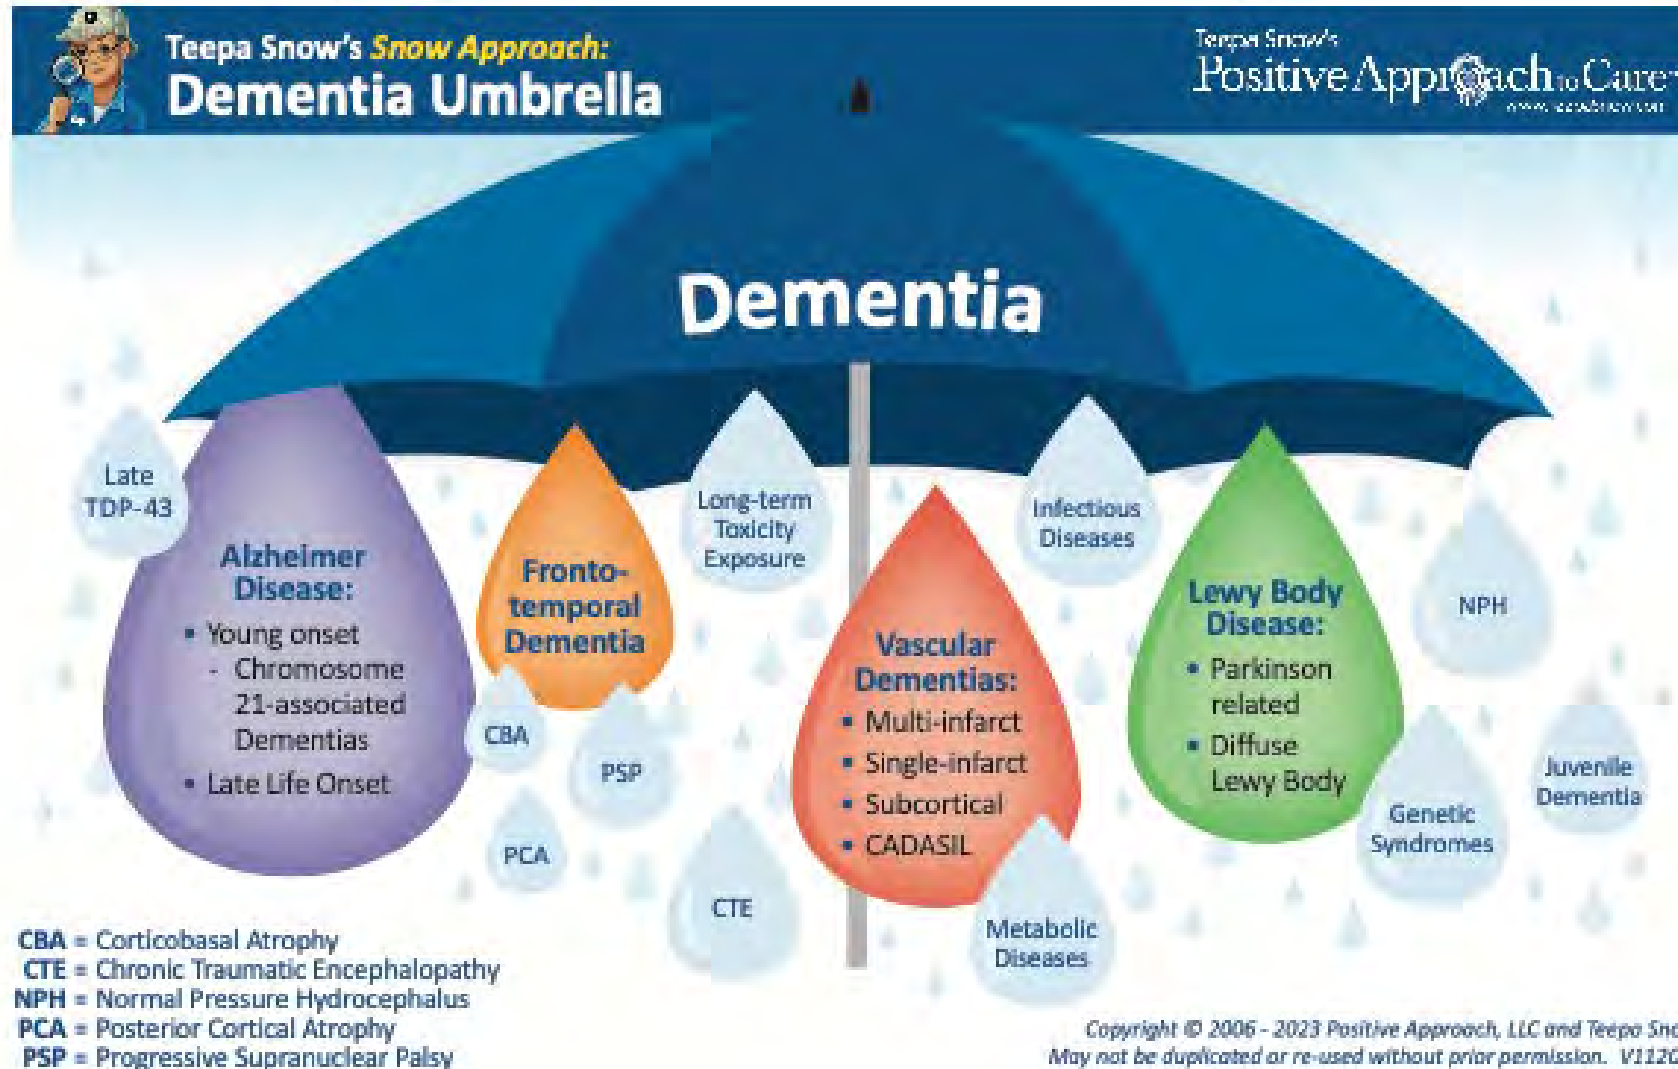 Teepa Snow's Snow Approach:
Dementia Umbrella
Teepa Snow's
Positive Approach to Care
Dementia
Late
TDP-43
Alzheimer
Disease:
▪ Young onset
- Chromosome
21-associated
Dementias
▪ Late Life Onset
Fronto-
temporal
Dementia
Long-term
Toxicity
Exposure
Vascular
Dementias:
▪ Multi-infarct
▪ Single-infarct
▪ Subcortical
▪ CADASIL
Infectious
Diseases
Lewy Body
Disease:
▪ Parkinson
related
▪ Diffuse
Lewy Body
NPH
CBA
PSP
PCA
CTE
Metabolic
Diseases
Genetic
Syndromes
Juvenile
Dementia
CBA = Corticobasal Atrophy
CTE = Chronic Traumatic Encephalopathy
NPH = Normal Pressure Hydrocephalus
PCA = Posterior Cortical Atrophy
PSP = Progressive Supranuclear Palsy
Copyright © 2006 - 2023 Positive Approach, LLC and Teepa Sno
May not be duplicated or re-used without prior permission.